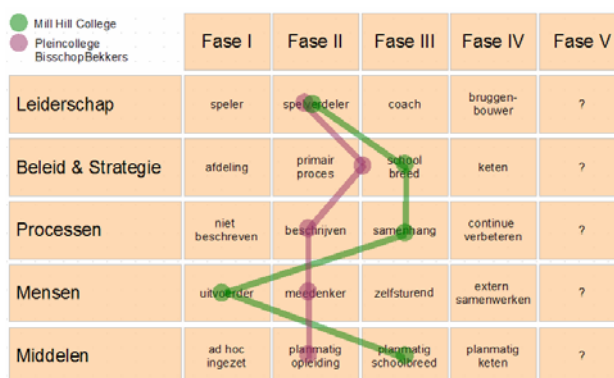 Mill Hill College
Pleincollege
BisschopBekkers
Fase I
Fase II
Fase III
Fase IV
Fase V
Leiderschap
speler
spelverdeler
coach
bruggen-
bouwer
?
Beleid & Strategie
afdeling
primair
proces
school
breed
keten
?
Processen
niet
beschreven
beschrijven
samenhang
continue
verbeteren
?
Mensen
uitvoerder
meedenker
zelfsturend
extern
samenwerken
?
Middelen
ad hoc
ingezet
planmatig
opleiding
planmatig
schoolbreed
planmatig
keten
?